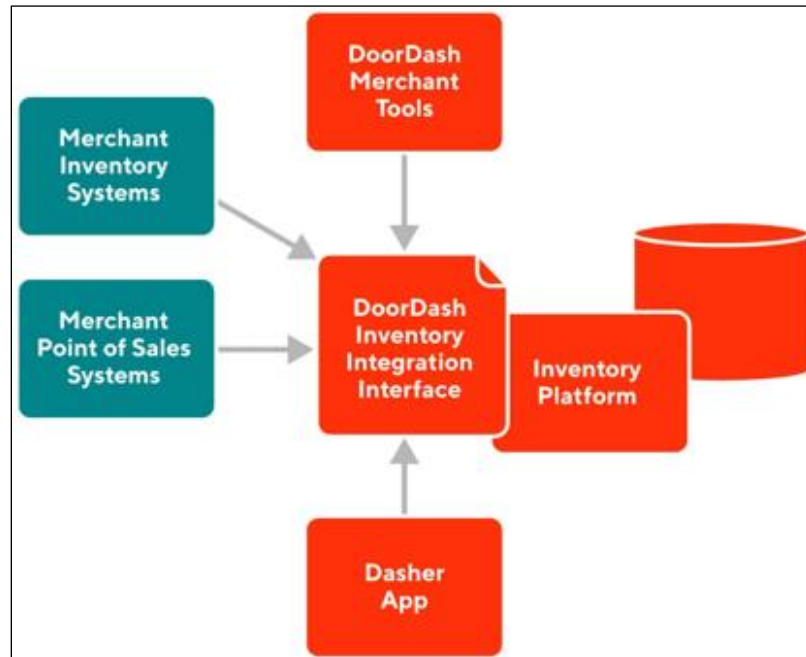 DoorDash
Merchant
Tools
Merchant
Inventory
Systems
Merchant
Point of Sales
Systems
DoorDash
Inventory
Integration
Interface
Inventory
Platform
Dasher
App